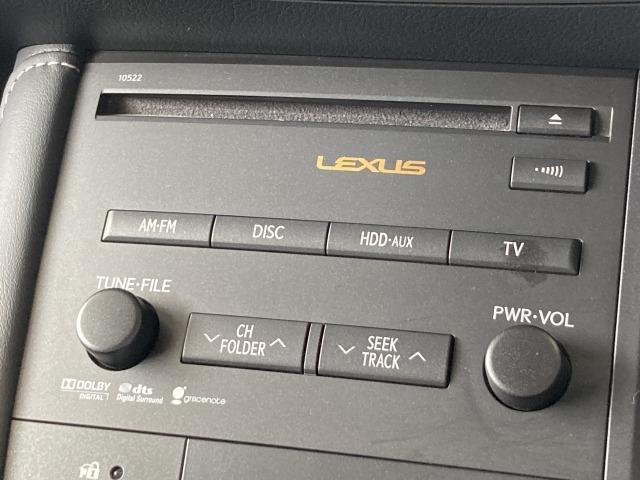 10522
LEXUS
AM·FM DISC HDD·AUX TV
TUNE·FILE
PWR·VOL
CH FOLDER
SEEK TRACK
DOLBY DIGITAL
dts Digital Surround
gracenote